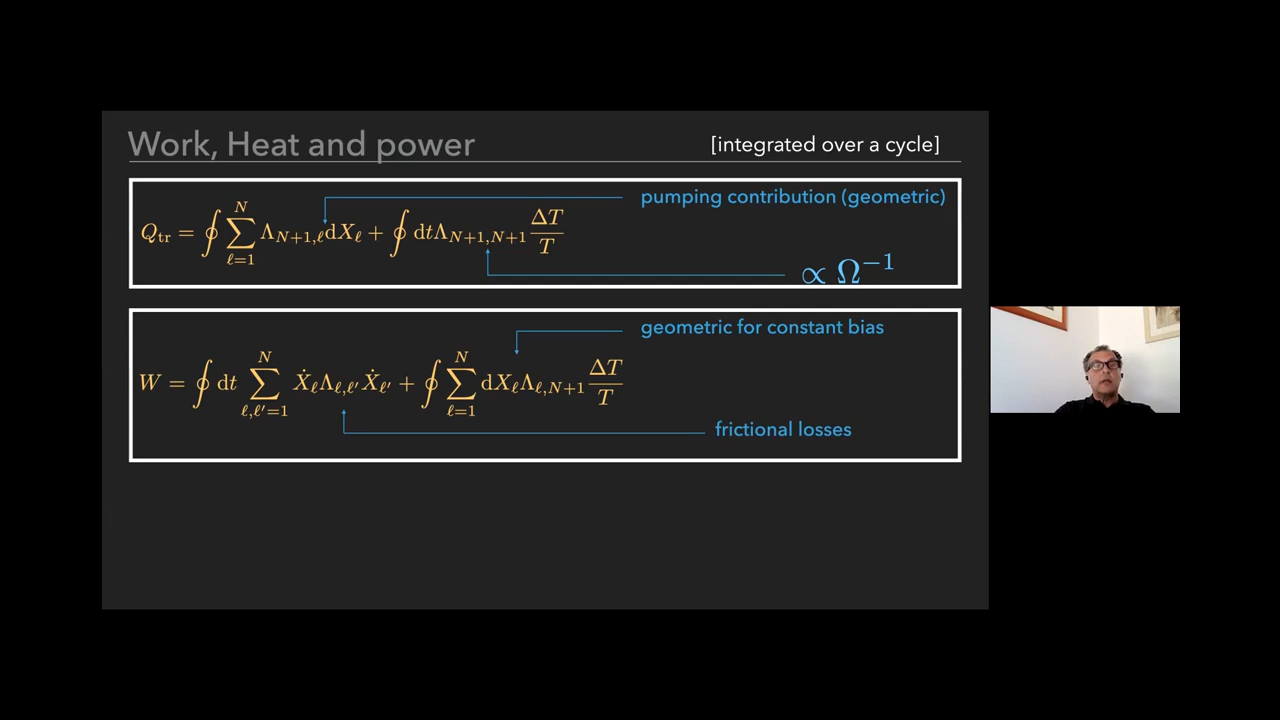 Work, Heat and power
[integrated over a cycle]
pumping contribution (geometric)
Q_tr = ∮ ∑_{ℓ=1}^{N} Λ_{N+1,ℓ} dX_ℓ + ∮ dt Λ_{N+1,N+1} ΔT/T
∝ Ω^{-1}
geometric for constant bias
W = ∮ dt ∑_{ℓ,ℓ'=1}^{N} Ẋ_ℓ Λ_{ℓ,ℓ'} Ẋ_{ℓ'} + ∮ ∑_{ℓ=1}^{N} dX_ℓ Λ_{ℓ,N+1} ΔT/T
frictional losses